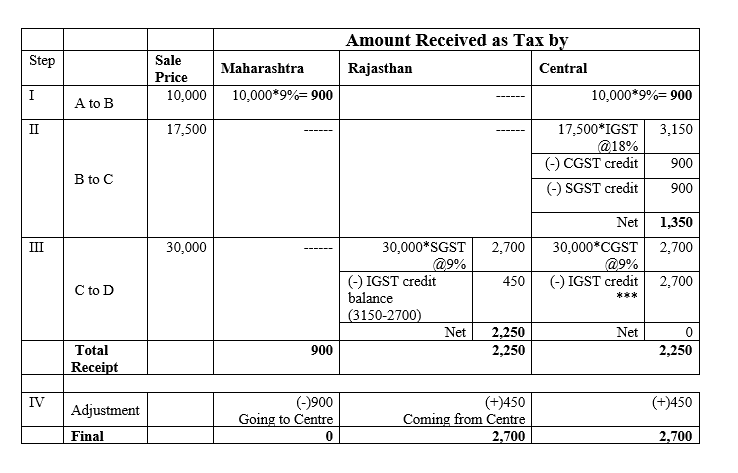 Amount Received as Tax by
Step Sale Price Maharashtra Rajasthan Central
I A to B 10,000 10,000*9%= 900 ------ 10,000*9%= 900
II B to C 17,500 ------ ------ 17,500*IGST @18% 3,150
(-) CGST credit 900
(-) SGST credit 900
Net 1,350
III C to D 30,000 ------ 30,000*SGST @9% 2,700 30,000*CGST @9% 2,700
(-) IGST credit balance (3150-2700) 450 (-) IGST credit *** 2,700
Net 2,250 Net 0
Total Receipt 900 2,250 2,250
IV Adjustment (-)900 Going to Centre (+)450 Coming from Centre (+)450
Final 0 2,700 2,700